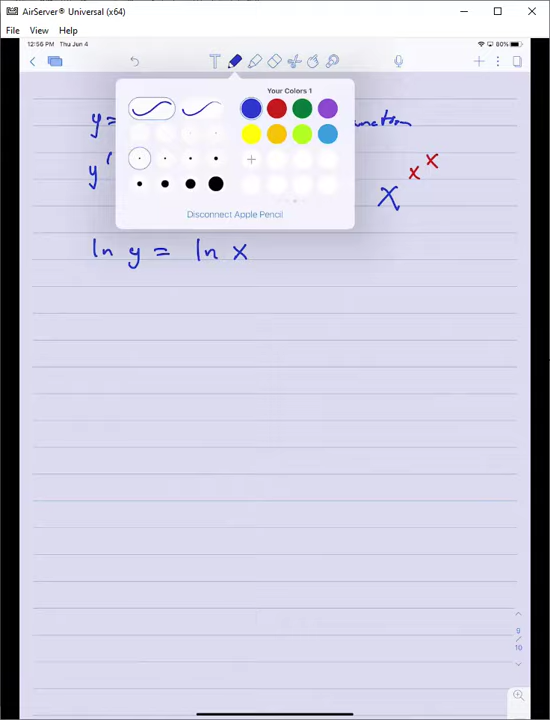 AirServer® Universal (x64)
File View Help
12:56 PM Thu Jun 4
80%
T
Your Colors 1
y=
y'
x^x^x
Disconnect Apple Pencil
ln y = ln x
9
/
10